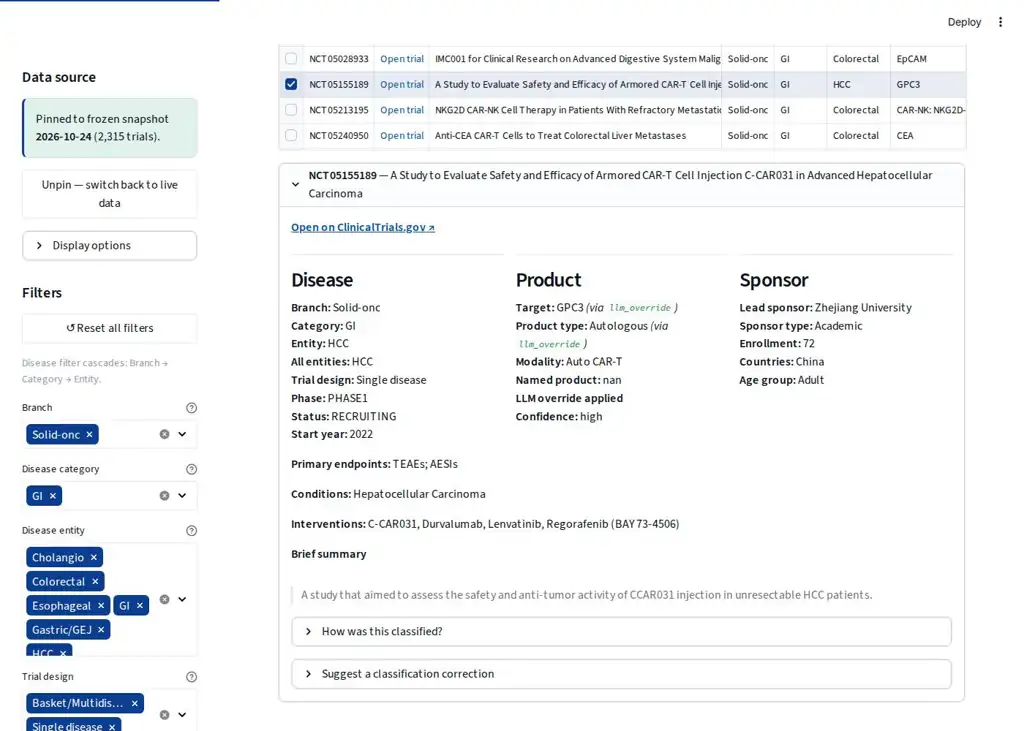 Deploy
Data source
Pinned to frozen snapshot
2026-10-24 (2,315 trials).
Unpin — switch back to live
data
Display options
Filters
↺ Reset all filters
Disease filter cascades: Branch →
Category → Entity.
Branch
Solid-onc ×
Disease category
GI ×
Disease entity
Cholangio ×
Colorectal ×
Esophageal × GI ×
Gastric/GEJ ×
HCC ×
Trial design
Basket/Multidis... ×
Single disease ×
NCT05028933 Open trial IMC001 for Clinical Research on Advanced Digestive System Malig Solid-onc GI Colorectal EpCAM
NCT05155189 Open trial A Study to Evaluate Safety and Efficacy of Armored CAR-T Cell Inje Solid-onc GI HCC GPC3
NCT05213195 Open trial NKG2D CAR-NK Cell Therapy in Patients With Refractory Metastatic Solid-onc GI Colorectal CAR-NK: NKG2D-
NCT05240950 Open trial Anti-CEA CAR-T Cells to Treat Colorectal Liver Metastases Solid-onc GI Colorectal CEA
NCT05155189 — A Study to Evaluate Safety and Efficacy of Armored CAR-T Cell Injection C-CAR031 in Advanced Hepatocellular
Carcinoma
Open on ClinicalTrials.gov ↗
Disease
Branch: Solid-onc
Category: GI
Entity: HCC
All entities: HCC
Trial design: Single disease
Phase: PHASE1
Status: RECRUITING
Start year: 2022
Product
Target: GPC3 (via llm_override )
Product type: Autologous (via
llm_override )
Modality: Auto CAR-T
Named product: nan
LLM override applied
Confidence: high
Sponsor
Lead sponsor: Zhejiang University
Sponsor type: Academic
Enrollment: 72
Countries: China
Age group: Adult
Primary endpoints: TEAEs; AESIs
Conditions: Hepatocellular Carcinoma
Interventions: C-CAR031, Durvalumab, Lenvatinib, Regorafenib (BAY 73-4506)
Brief summary
A study that aimed to assess the safety and anti-tumor activity of CCAR031 injection in unresectable HCC patients.
How was this classified?
Suggest a classification correction